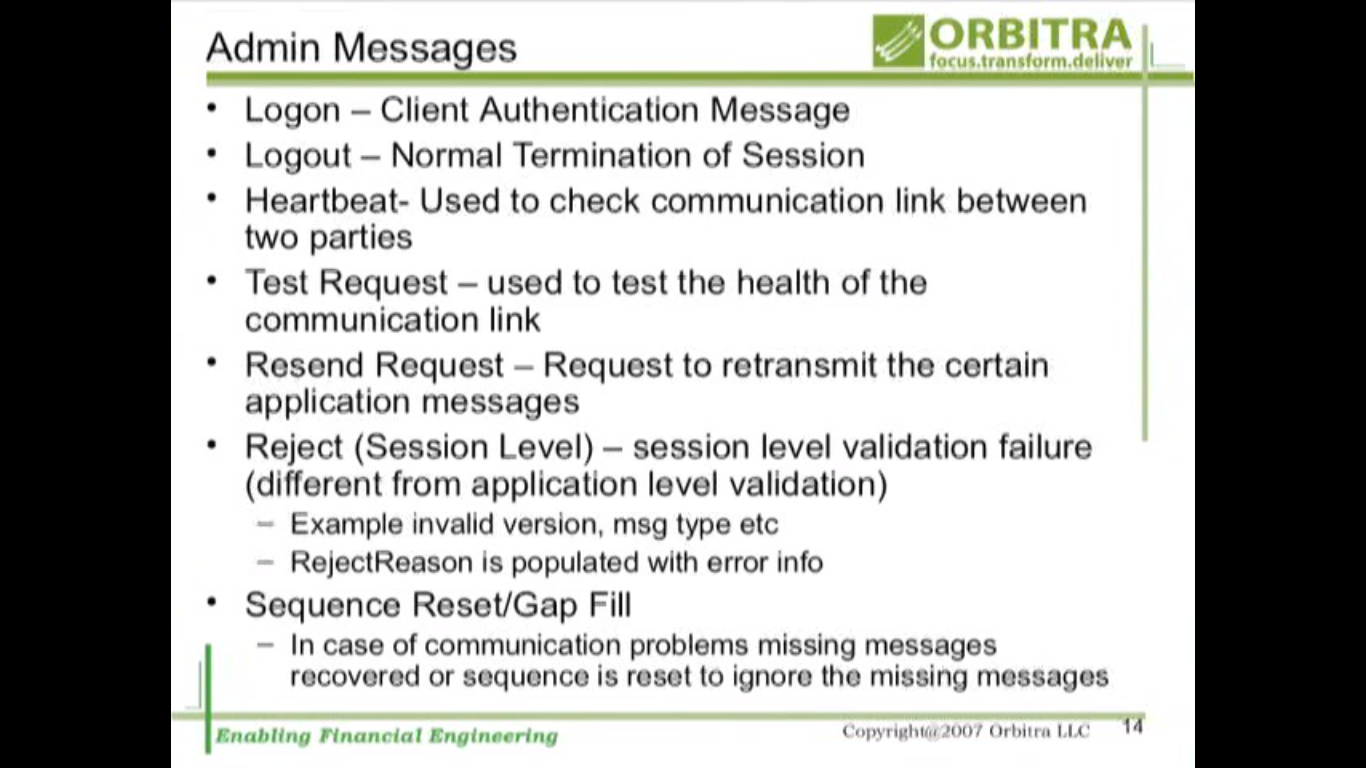 Admin Messages
ORBITRA
focus.transform.deliver
• Logon – Client Authentication Message
• Logout – Normal Termination of Session
• Heartbeat- Used to check communication link between
two parties
• Test Request – used to test the health of the
communication link
• Resend Request – Request to retransmit the certain
application messages
• Reject (Session Level) – session level validation failure
(different from application level validation)
– Example invalid version, msg type etc
– RejectReason is populated with error info
• Sequence Reset/Gap Fill
– In case of communication problems missing messages
recovered or sequence is reset to ignore the missing messages
Enabling Financial Engineering
Copyright@2007 Orbitra LLC
14